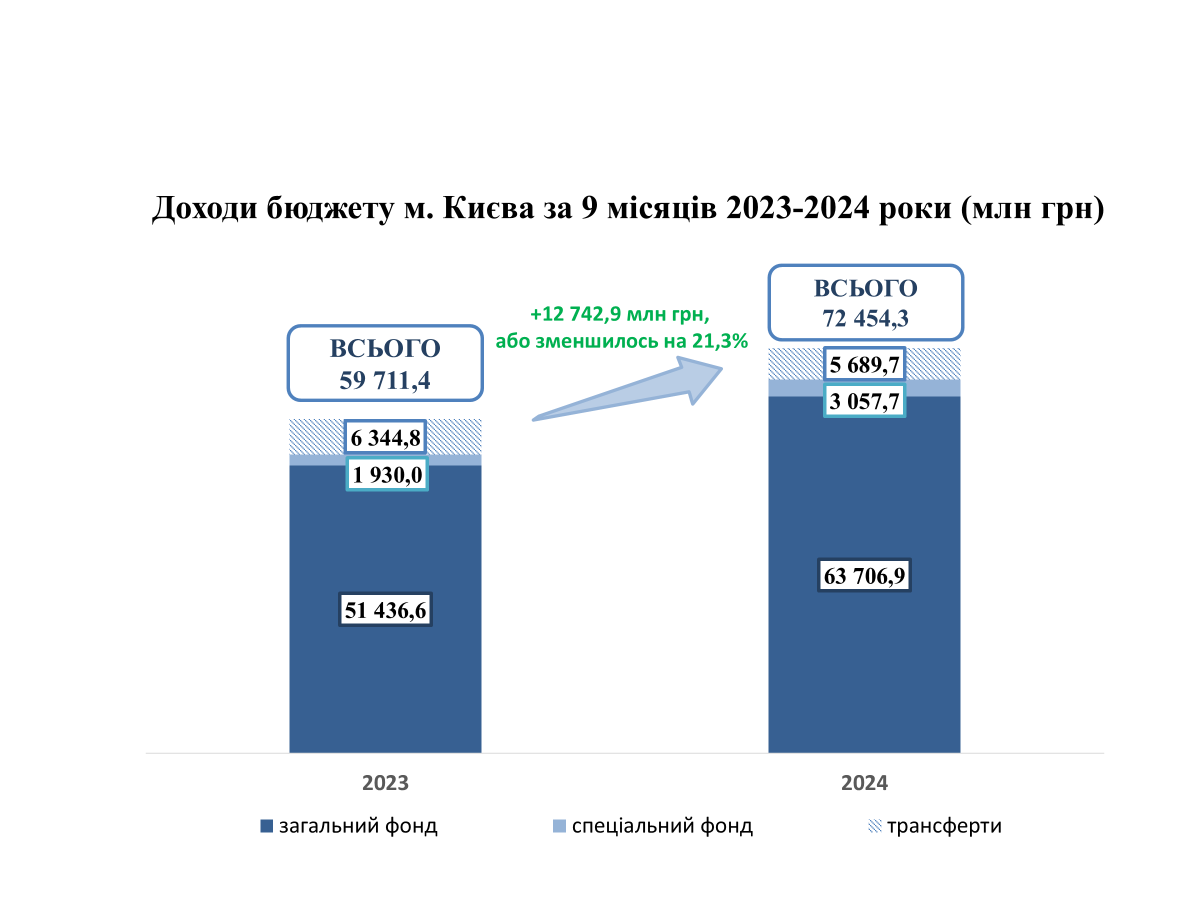 Доходи бюджету м. Києва за 9 місяців 2023-2024 роки (млн грн)
ВСЬОГО
59 711,4
+12 742,9 млн грн,
або зменшилось на 21,3%
ВСЬОГО
72 454,3
6 344,8
1 930,0
51 436,6
5 689,7
3 057,7
63 706,9
2023
2024
загальний фонд
спеціальний фонд
трансферти